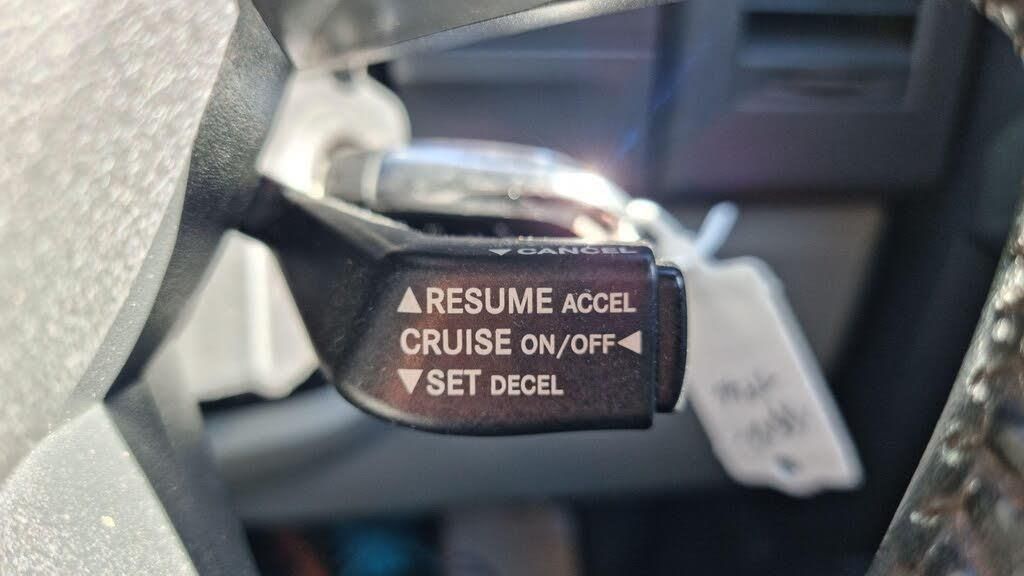 ▼CANCEL
▲RESUME ACCEL
CRUISE ON/OFF◀
▼SET DECEL